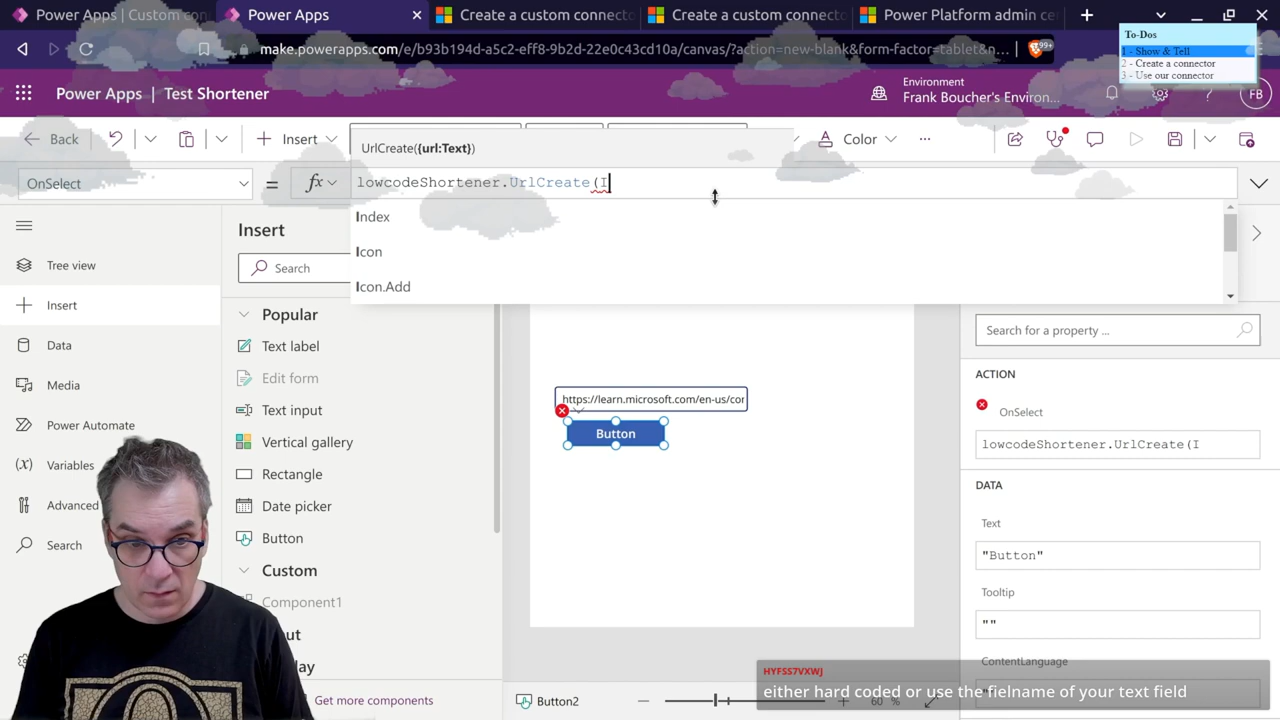 Power Apps | Custom con
Power Apps
Create a custom connecto
Create a custom connecto
Power Platform admin ce
make.powerapps.com/e/b93b194d-a5c2-eff8-9b2d-22e0c43cd10a/canvas/?action=new-blank&form-factor=tablet&n...
99+
To-Dos
1 - Show & Tell
2 - Create a connector
3 - Use our connector
Power Apps | Test Shortener
Environment
Frank Boucher's Environ...
FB
Back
Insert
Color
UrlCreate({url:Text})
OnSelect
=
fx
lowcodeShortener.UrlCreate(I
Index
Icon
Icon.Add
Tree view
Insert
Data
Media
Power Automate
Variables
Advanced
Search
Insert
Search
Popular
Text label
Edit form
Text input
Vertical gallery
Rectangle
Date picker
Button
Custom
Component1
Get more components
https://learn.microsoft.com/en-us/cor
Button
Search for a property ...
ACTION
OnSelect
lowcodeShortener.UrlCreate(I
DATA
Text
"Button"
Tooltip
""
ContentLanguage
HYFSS7VXWJ
either hard coded or use the fielname of your text field
Button2
60 %